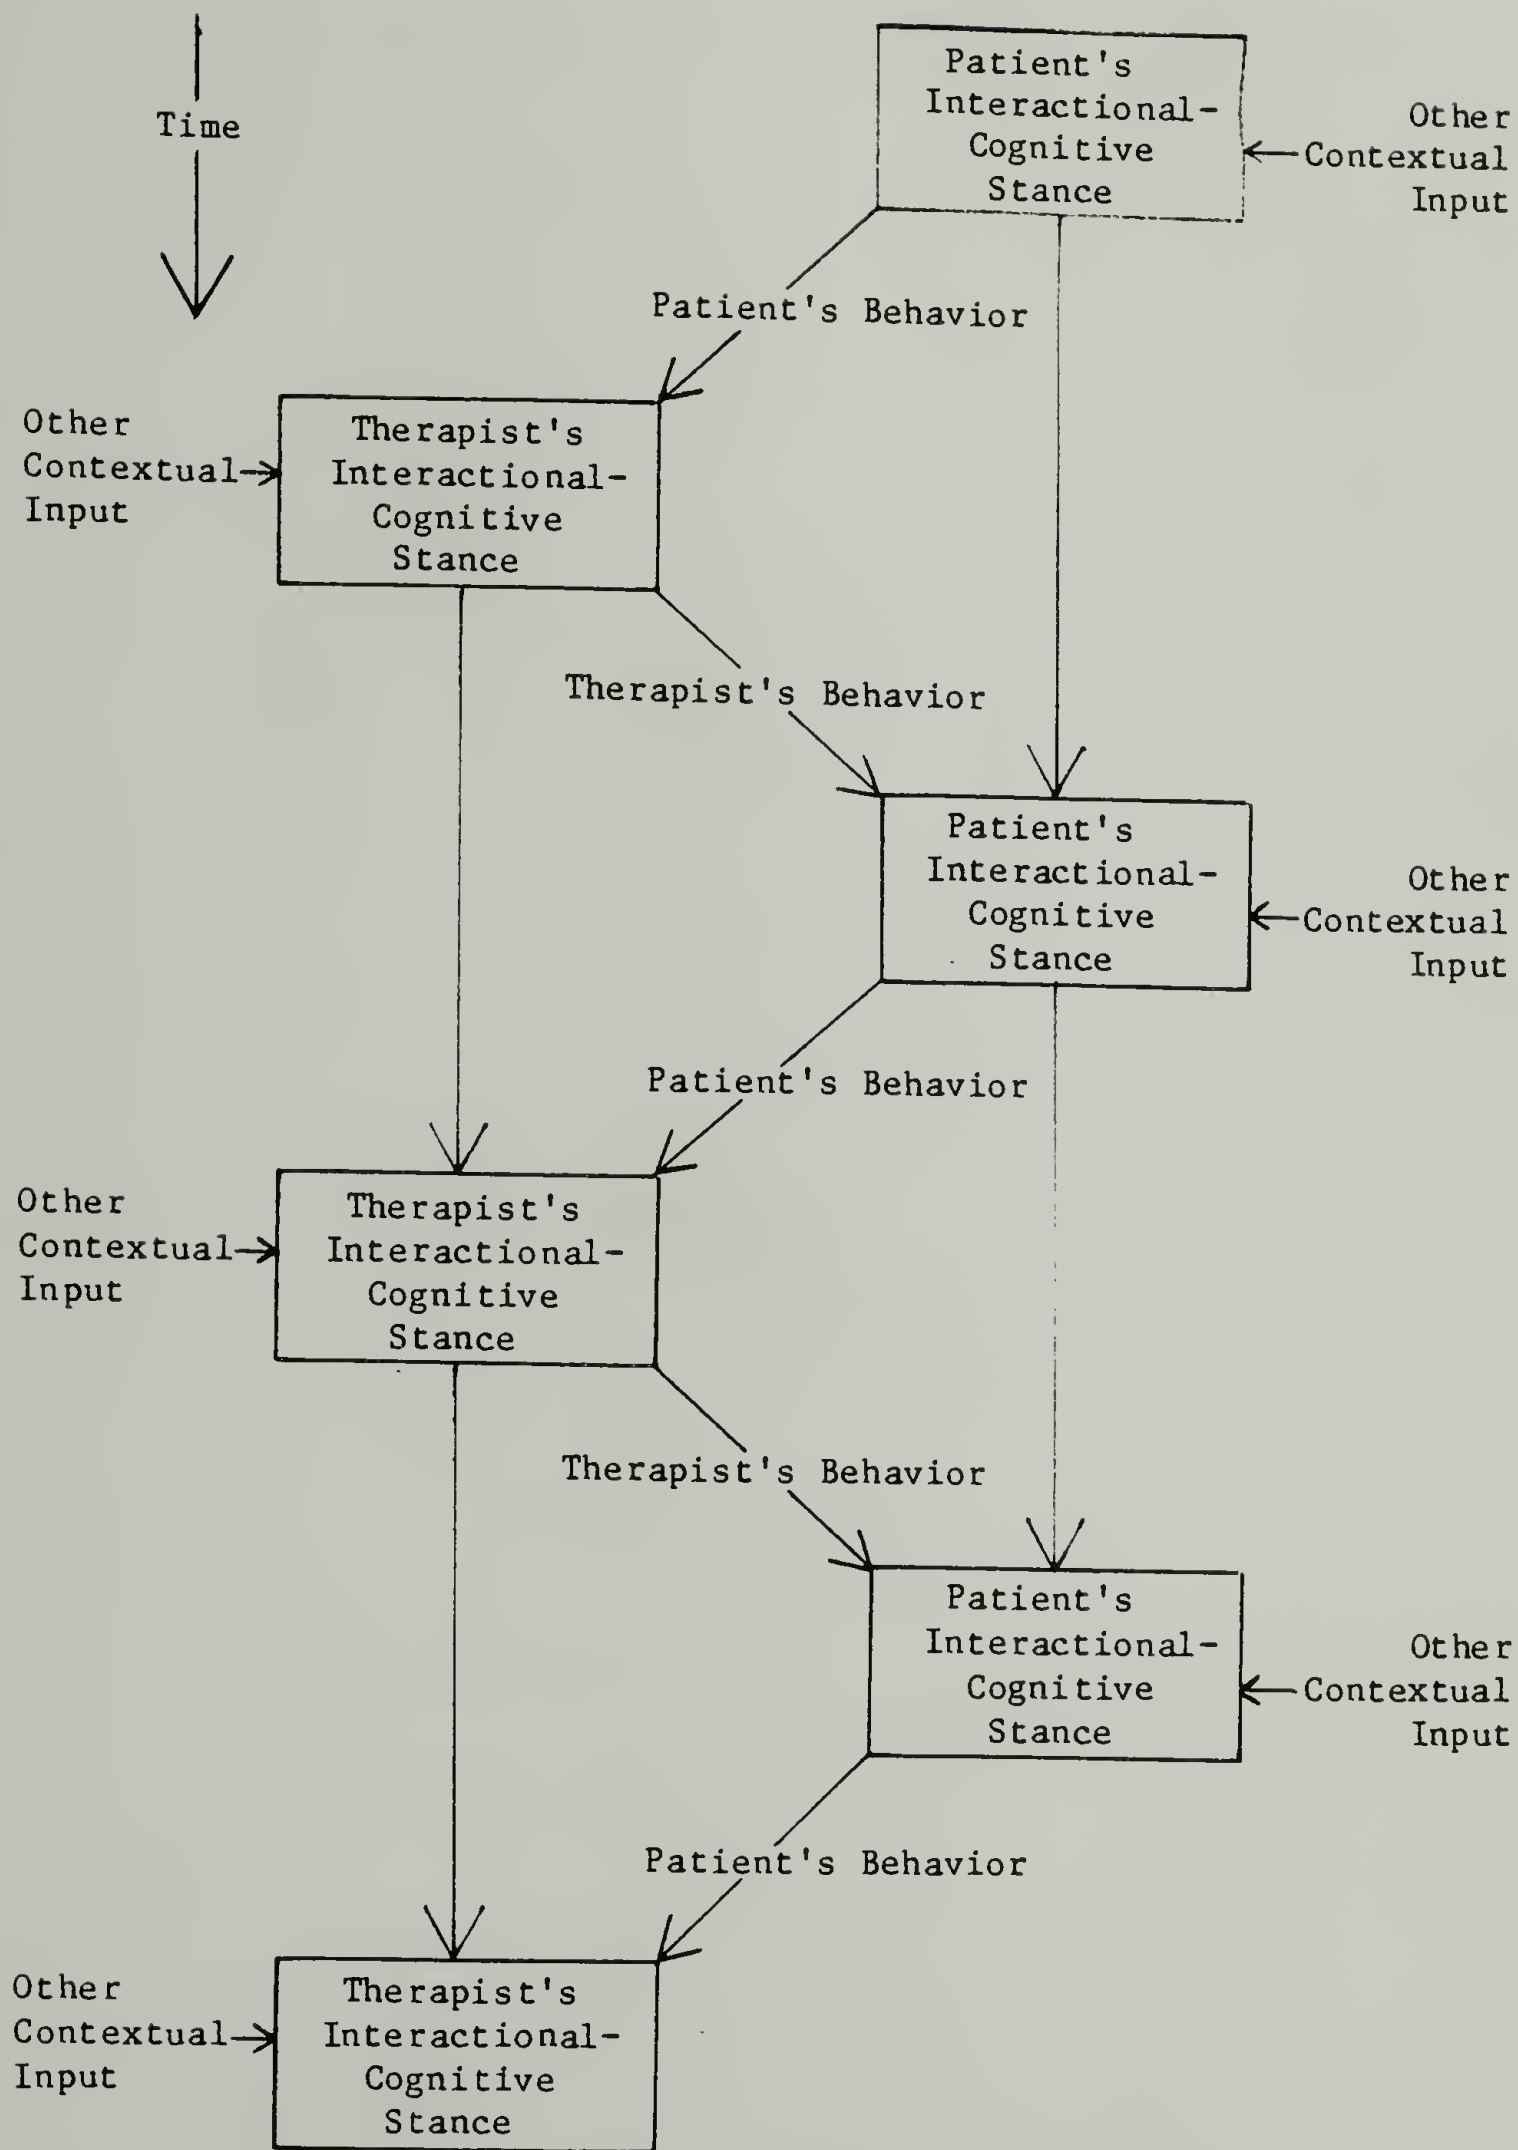 Time
Patient's
Interactional-
Cognitive
Stance
Other
Contextual
Input
Patient's Behavior
Other
Contextual
Input
Therapist's
Interactional-
Cognitive
Stance
Therapist's Behavior
Patient's
Interactional-
Cognitive
Stance
Other
Contextual
Input
Patient's Behavior
Other
Contextual
Input
Therapist's
Interactional-
Cognitive
Stance
Therapist's Behavior
Patient's
Interactional-
Cognitive
Stance
Other
Contextual
Input
Patient's Behavior
Other
Contextual
Input
Therapist's
Interactional-
Cognitive
Stance